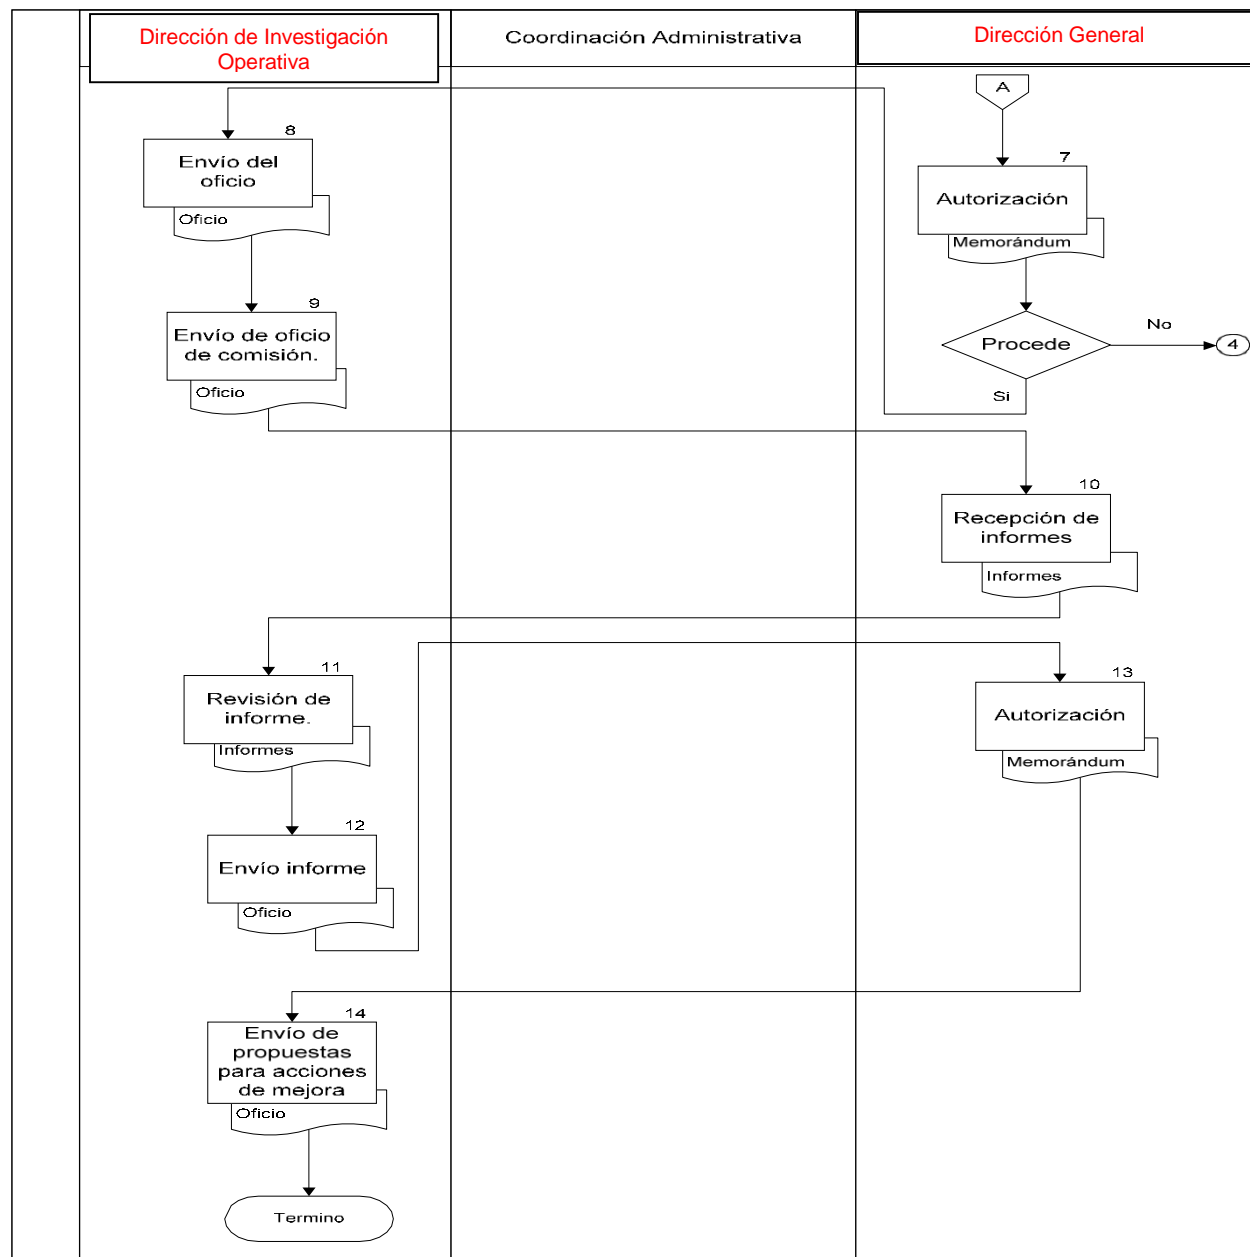 Dirección de Investigación
Operativa
Coordinación Administrativa
Dirección General
A
8
Envío del
oficio
Oficio
7
Autorización
Memorándum
9
Envío de oficio
de comisión.
Oficio
Procede
No
4
Si
10
Recepción de
informes
Informes
11
Revisión de
informe.
Informes
13
Autorización
Memorándum
12
Envío informe
Oficio
14
Envío de
propuestas
para acciones
de mejora
Oficio
Termino